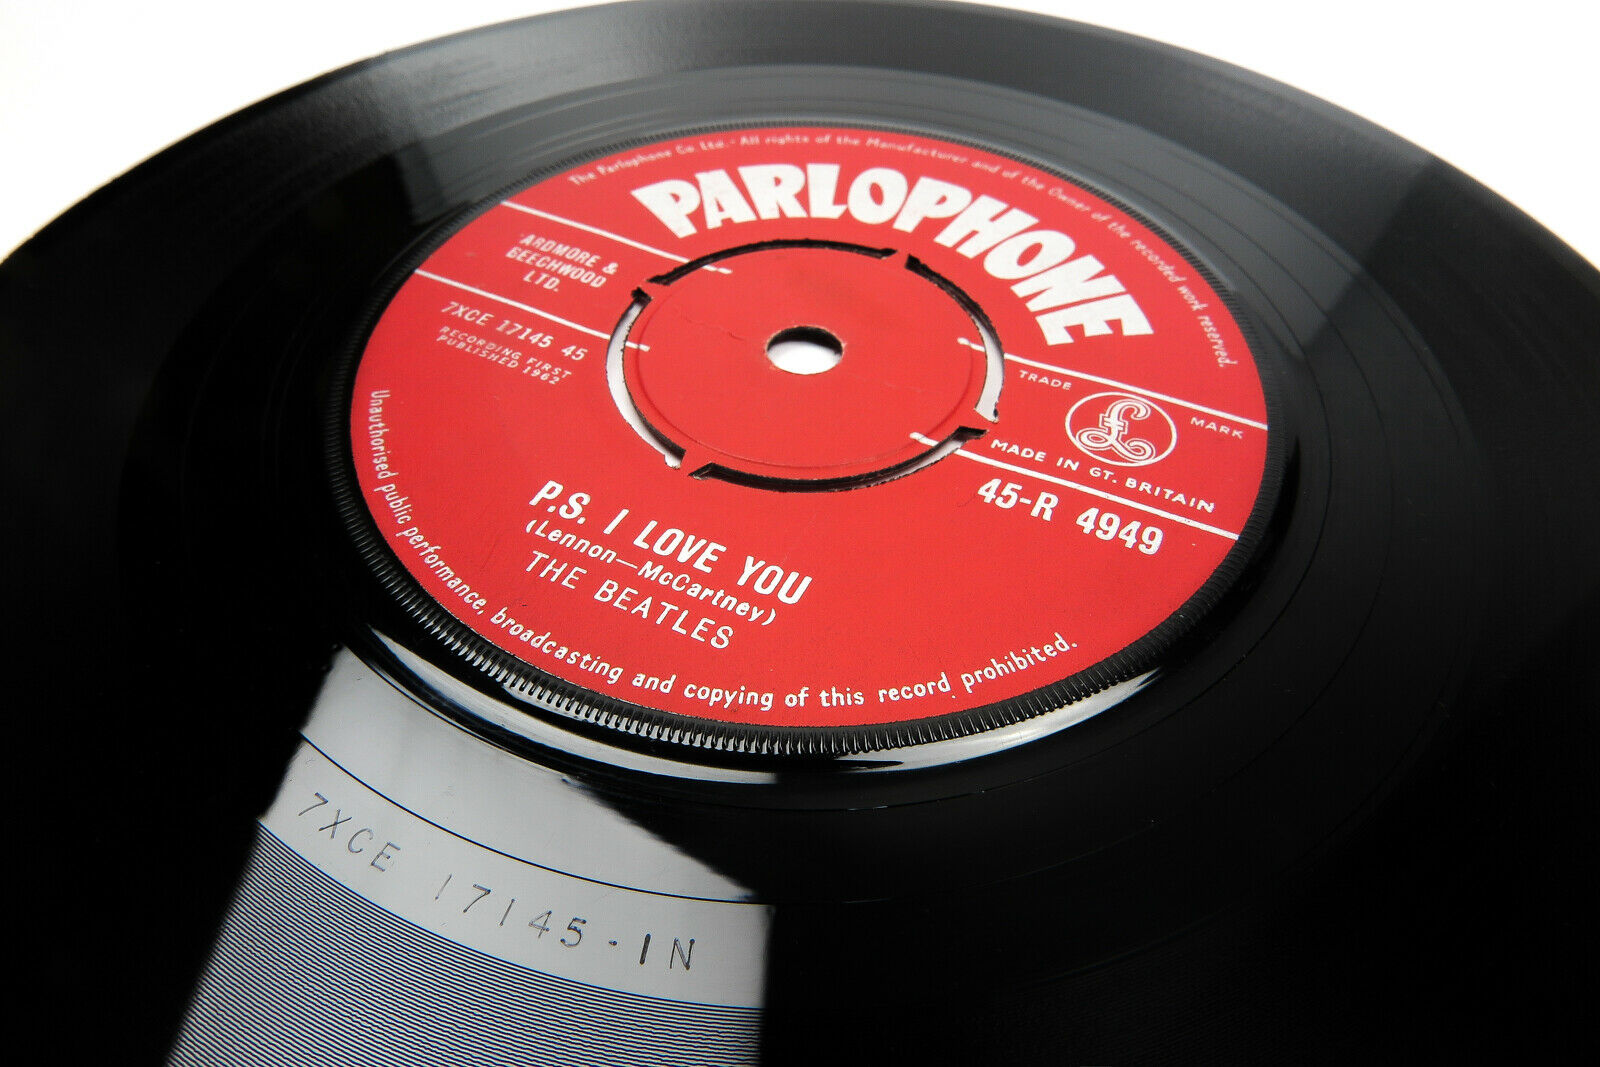 The Parlophone Co Ltd.- All rights of the Manufacturer and of the Owner of the recorded work reserved.
PARLOPHONE
ARDMORE &
BEECHWOOD
LTD.
7XCE 17145 45
RECORDING FIRST
PUBLISHED 1962
TRADE
£
MARK
MADE IN GT. BRITAIN
45-R 4949
P.S. I LOVE YOU
(Lennon—McCartney)
THE BEATLES
Unauthorised public performance, broadcasting and copying of this record prohibited.
7XCE 17145-1N